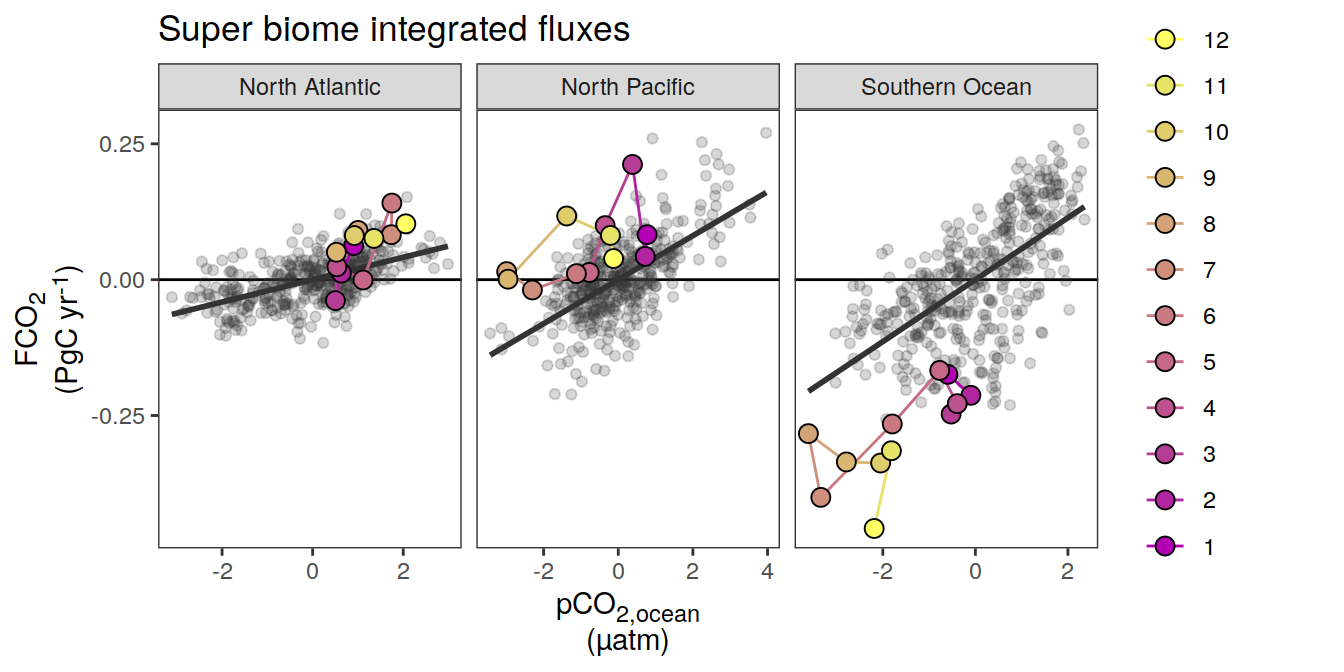 Super biome integrated fluxes
North Atlantic
North Pacific
Southern Ocean
0.25
0.00
-0.25
FCO2
(PgC yr-1)
-2 0 2
-2 0 2 4
-2 0 2
pCO2,ocean
(µatm)
12
11
10
9
8
7
6
5
4
3
2
1